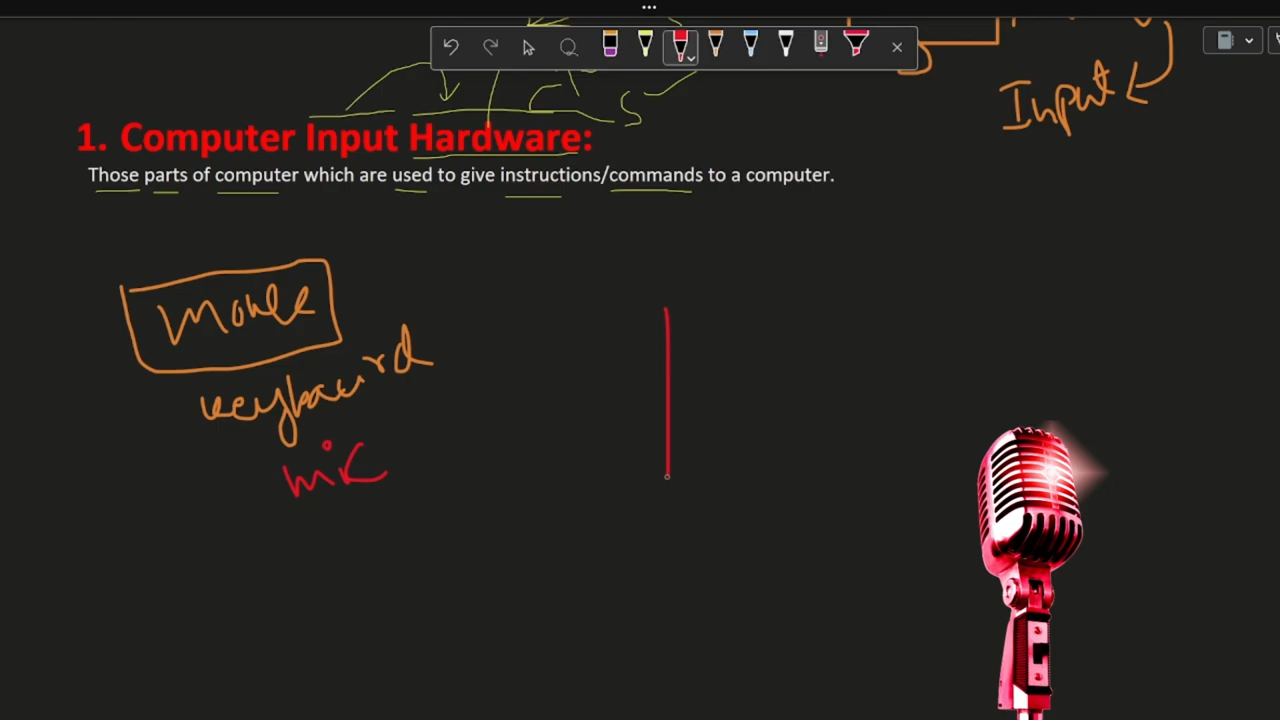 Input
1. Computer Input Hardware:
Those parts of computer which are used to give instructions/commands to a computer.
mouse
keyboard
mic